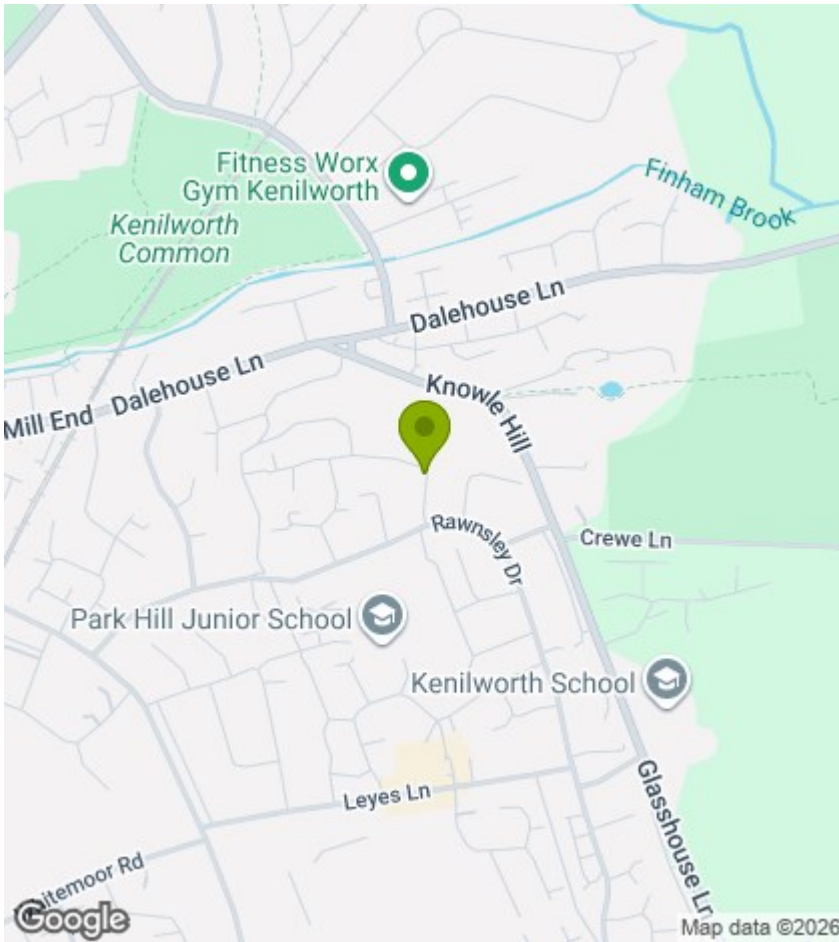 Fitness Worx
Gym Kenilworth
Kenilworth
Common
Finham Brook
Dalehouse Ln
Dalehouse Ln
Mill End
Knowle Hill
Rawnsley Dr
Crewe Ln
Park Hill Junior School
Kenilworth School
Leyes Ln
Glasshouse Ln
Rd
Google
Map data ©2026